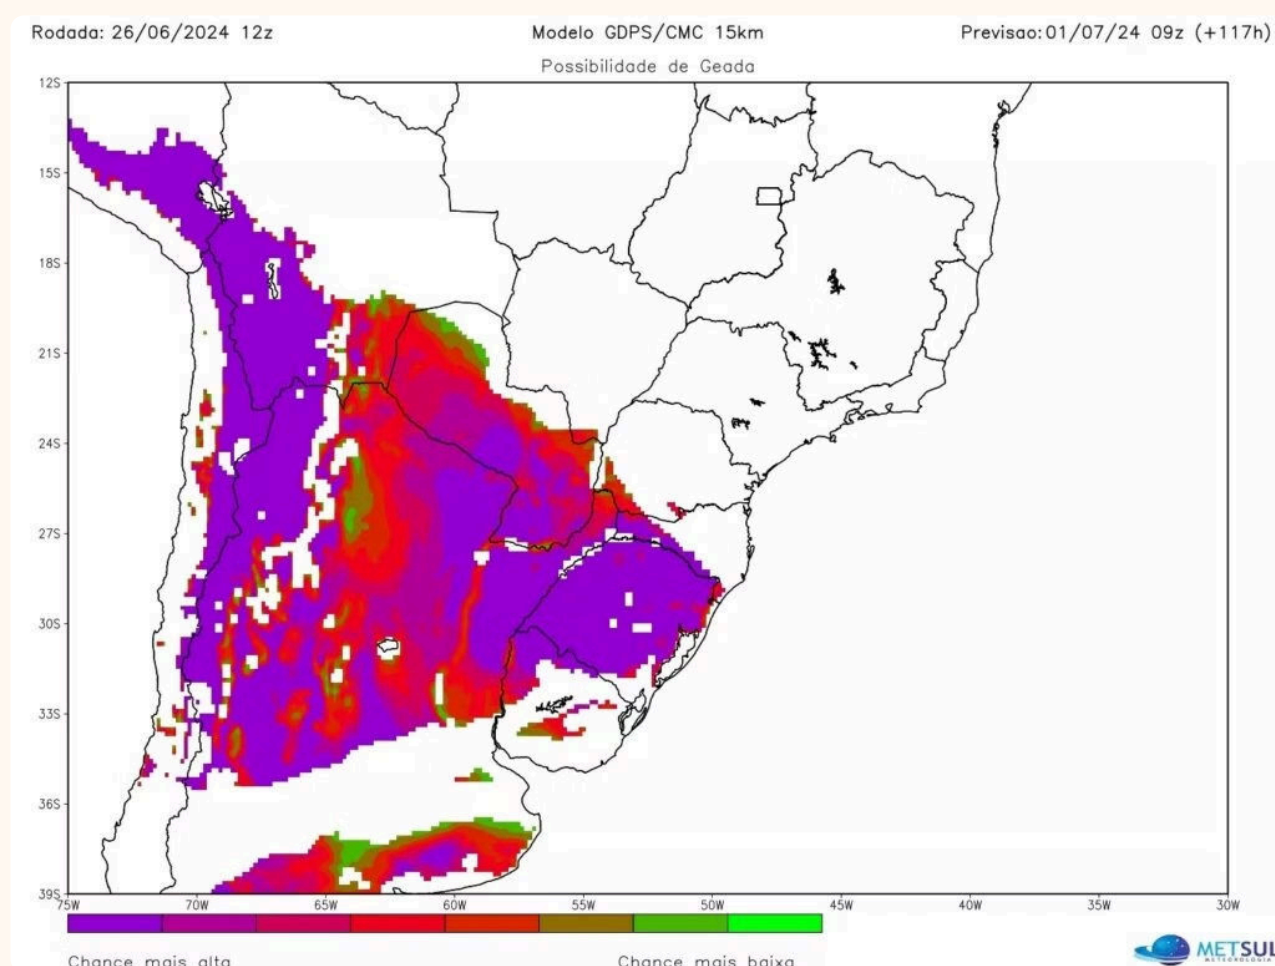 Rodada: 26/06/2024 12z
Modelo GDPS/CMC 15km
Previsao:01/07/24 09z (+117h)
Possibilidade de Geada
12S
15S
18S
21S
24S
27S
30S
33S
36S
39S
75W 70W 65W 60W 55W 50W 45W 40W 35W 30W
Chance mais alta
Chance mais baixa
METSUL
METEOROLOGIA